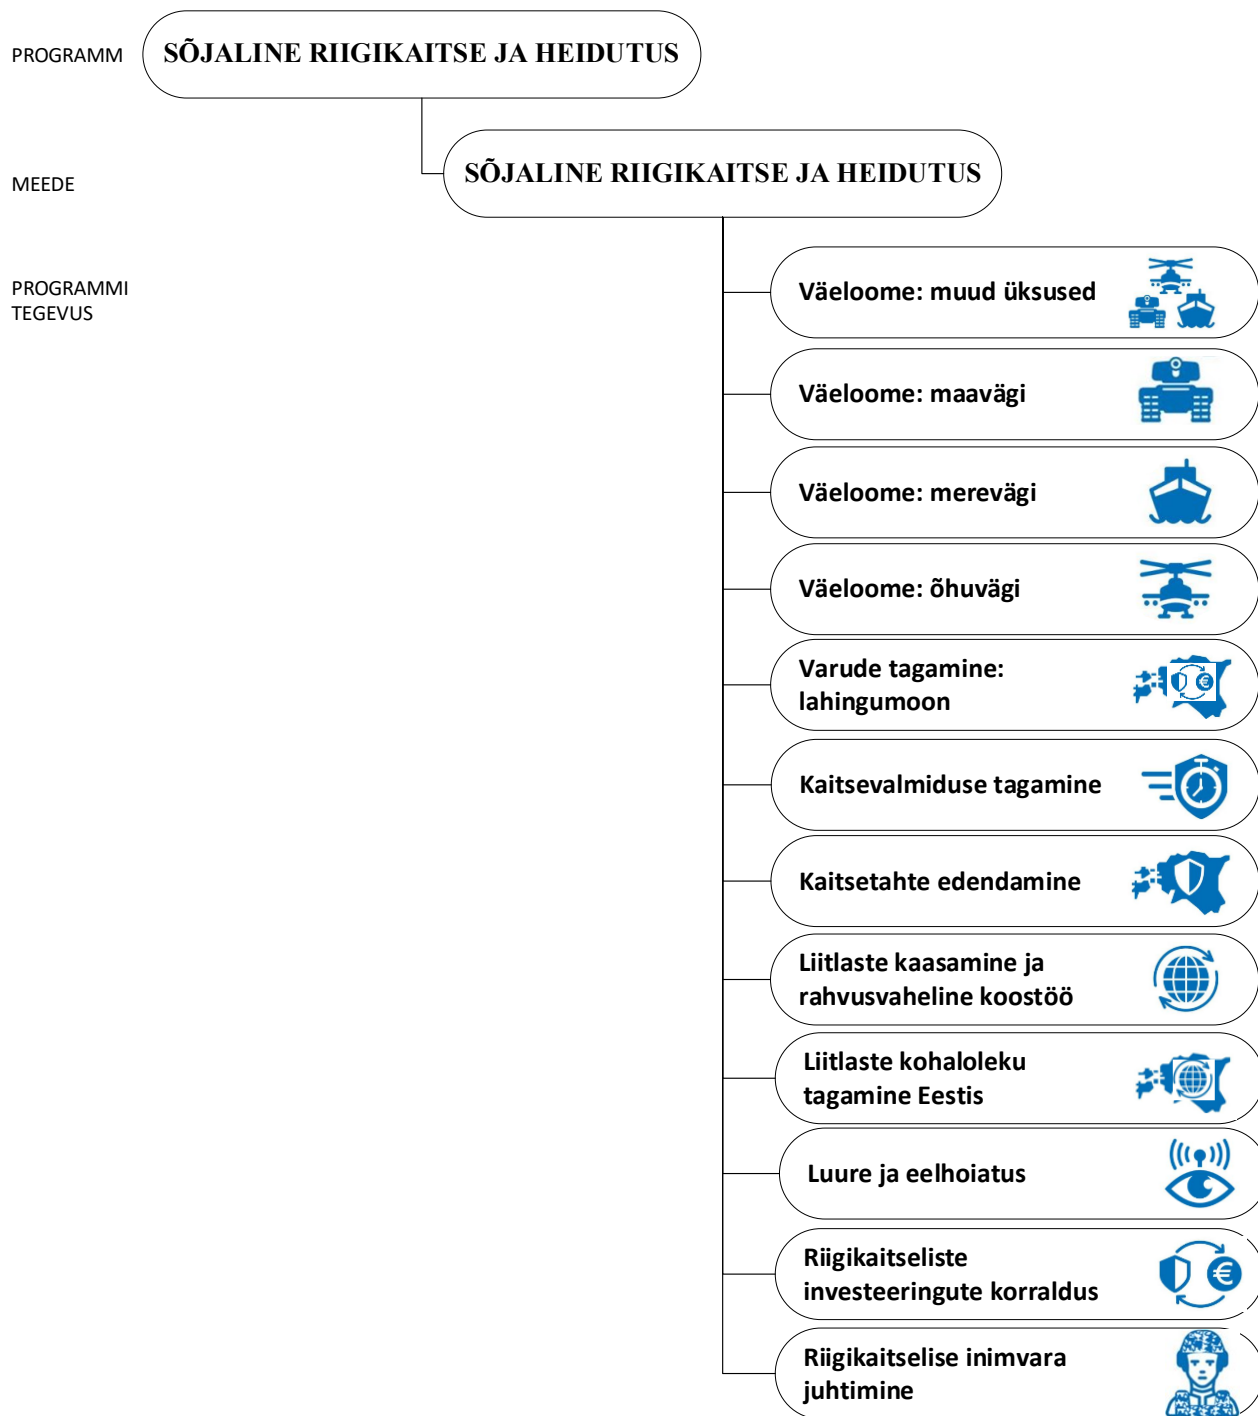 PROGRAMM
SÕJALINE RIIGIKAITSE JA HEIDUTUS
MEEDE
SÕJALINE RIIGIKAITSE JA HEIDUTUS
PROGRAMMI
TEGEVUS
Väeloome: muud üksused
Väeloome: maavägi
Väeloome: merevägi
Väeloome: õhuvägi
Varude tagamine:
lahingumoon
Kaitsevalmiduse tagamine
Kaitsetahte edendamine
Liitlaste kaasamine ja
rahvusvaheline koostöö
Liitlaste kohaloleku
tagamine Eestis
Luure ja eelhoiatus
Riigikaitseliste
investeeringute korraldus
Riigikaitselise inimvara
juhtimine